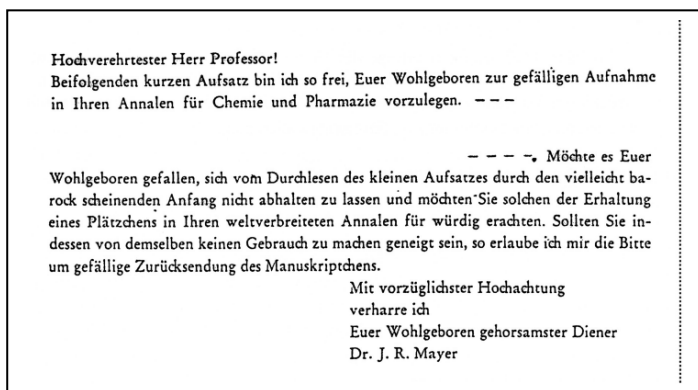 Hochverehrtester Herr Professor!
Beifolgenden kurzen Aufsatz bin ich so frei, Euer Wohlgeboren zur gefälligen Aufnahme
in Ihren Annalen für Chemie und Pharmazie vorzulegen. – – –
– – – –. Möchte es Euer
Wohlgeboren gefallen, sich vom Durchlesen des kleinen Aufsatzes durch den vielleicht ba-
rock scheinenden Anfang nicht abhalten zu lassen und möchten Sie solchen der Erhaltung
eines Plätzchens in Ihren weltverbreiteten Annalen für würdig erachten. Sollten Sie in-
dessen von demselben keinen Gebrauch zu machen geneigt sein, so erlaube ich mir die Bitte
um gefällige Zurücksendung des Manuskriptchens.
Mit vorzüglichster Hochachtung
verharre ich
Euer Wohlgeboren gehorsamster Diener
Dr. J. R. Mayer